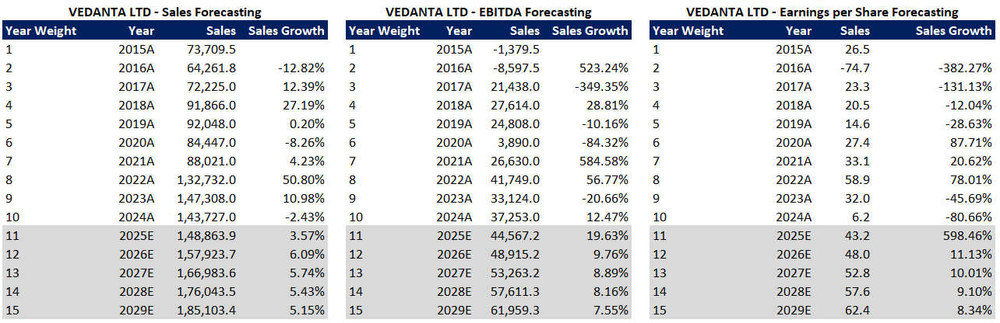 VEDANTA LTD - Sales Forecasting
Year Weight Year Sales Sales Growth
1 2015A 73,709.5
2 2016A 64,261.8 -12.82%
3 2017A 72,225.0 12.39%
4 2018A 91,866.0 27.19%
5 2019A 92,048.0 0.20%
6 2020A 84,447.0 -8.26%
7 2021A 88,021.0 4.23%
8 2022A 1,32,732.0 50.80%
9 2023A 1,47,308.0 10.98%
10 2024A 1,43,727.0 -2.43%
11 2025E 1,48,863.9 3.57%
12 2026E 1,57,923.7 6.09%
13 2027E 1,66,983.6 5.74%
14 2028E 1,76,043.5 5.43%
15 2029E 1,85,103.4 5.15%
VEDANTA LTD - EBITDA Forecasting
Year Weight Year Sales Sales Growth
1 2015A -1,379.5
2 2016A -8,597.5 523.24%
3 2017A 21,438.0 -349.35%
4 2018A 27,614.0 28.81%
5 2019A 24,808.0 -10.16%
6 2020A 3,890.0 -84.32%
7 2021A 26,630.0 584.58%
8 2022A 41,749.0 56.77%
9 2023A 33,124.0 -20.66%
10 2024A 37,253.0 12.47%
11 2025E 44,567.2 19.63%
12 2026E 48,915.2 9.76%
13 2027E 53,263.2 8.89%
14 2028E 57,611.3 8.16%
15 2029E 61,959.3 7.55%
VEDANTA LTD - Earnings per Share Forecasting
Year Weight Year Sales Sales Growth
1 2015A 26.5
2 2016A -74.7 -382.27%
3 2017A 23.3 -131.13%
4 2018A 20.5 -12.04%
5 2019A 14.6 -28.63%
6 2020A 27.4 87.71%
7 2021A 33.1 20.62%
8 2022A 58.9 78.01%
9 2023A 32.0 -45.69%
10 2024A 6.2 -80.66%
11 2025E 43.2 598.46%
12 2026E 48.0 11.13%
13 2027E 52.8 10.01%
14 2028E 57.6 9.10%
15 2029E 62.4 8.34%